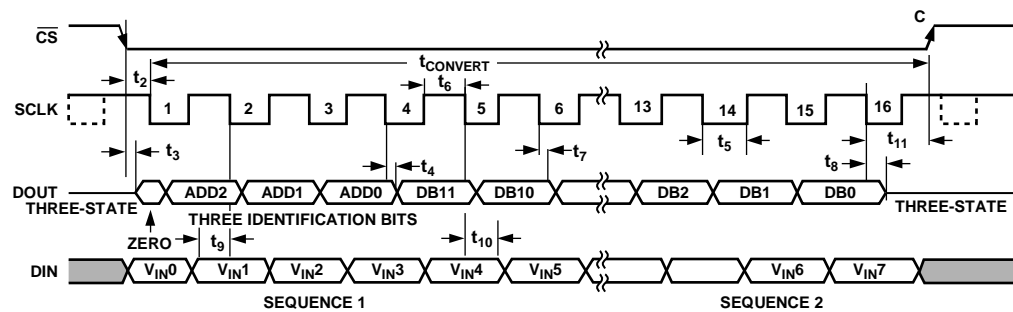 C
CS
tCONVERT
t2
t6
SCLK
1 2 3 4 5 6 13 14 15 16
t3 t4 t7 t5 t8 t11
DOUT
ADD2 ADD1 ADD0 DB11 DB10 DB2 DB1 DB0
THREE-STATE
THREE IDENTIFICATION BITS
THREE-STATE
ZERO
t9
t10
DIN
VIN0 VIN1 VIN2 VIN3 VIN4 VIN5 VIN6 VIN7
SEQUENCE 1
SEQUENCE 2